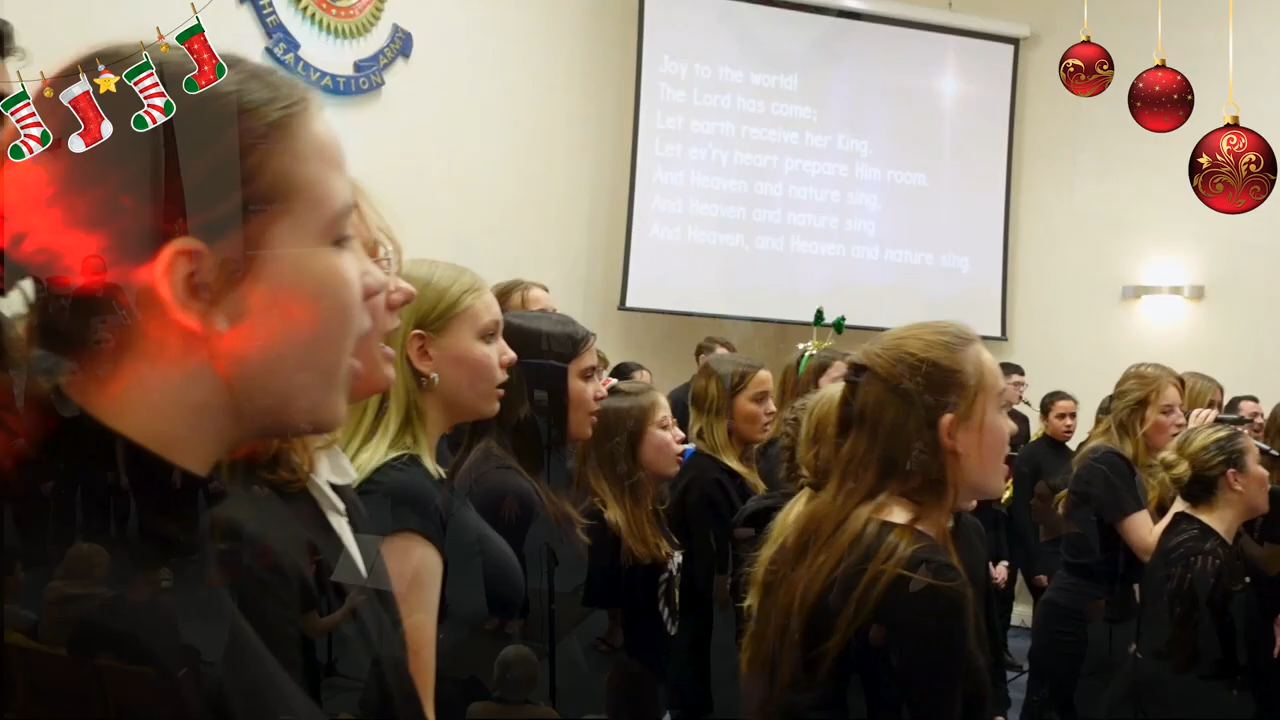 THE SALVATION ARMY
Joy to the world!
The Lord has come;
Let earth receive her King.
Let ev'ry heart prepare Him room.
And Heaven and nature sing,
And Heaven and nature sing
And Heaven, and Heaven and nature sing.